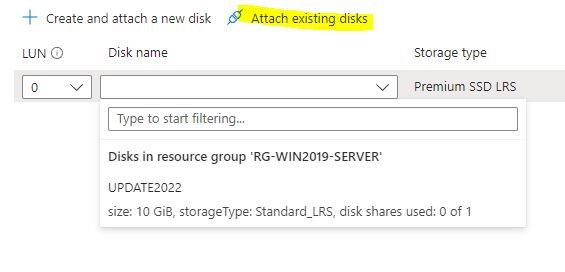 + Create and attach a new disk Attach existing disks
LUN Disk name Storage type
0 Premium SSD LRS
Type to start filtering...
Disks in resource group 'RG-WIN2019-SERVER'
UPDATE2022
size: 10 GiB, storageType: Standard_LRS, disk shares used: 0 of 1